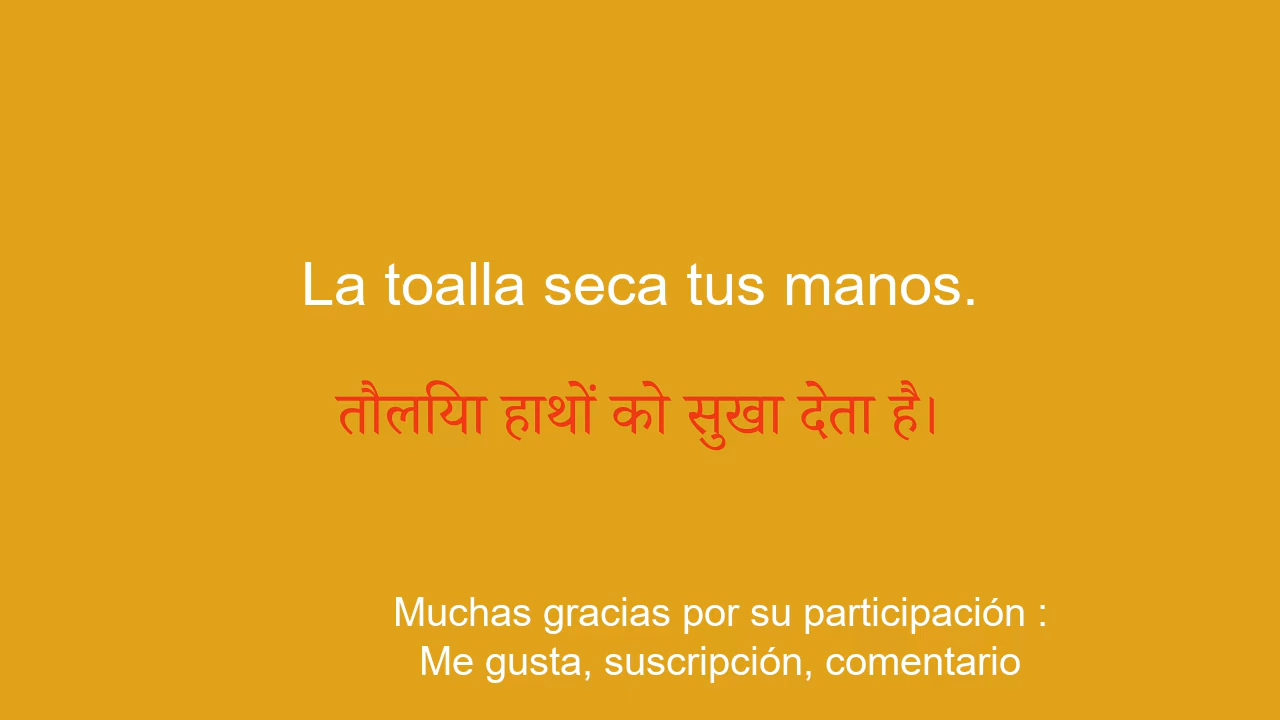 La toalla seca tus manos.
तौलिया हाथों को सुखा देता है।
Muchas gracias por su participación :
Me gusta, suscripción, comentario